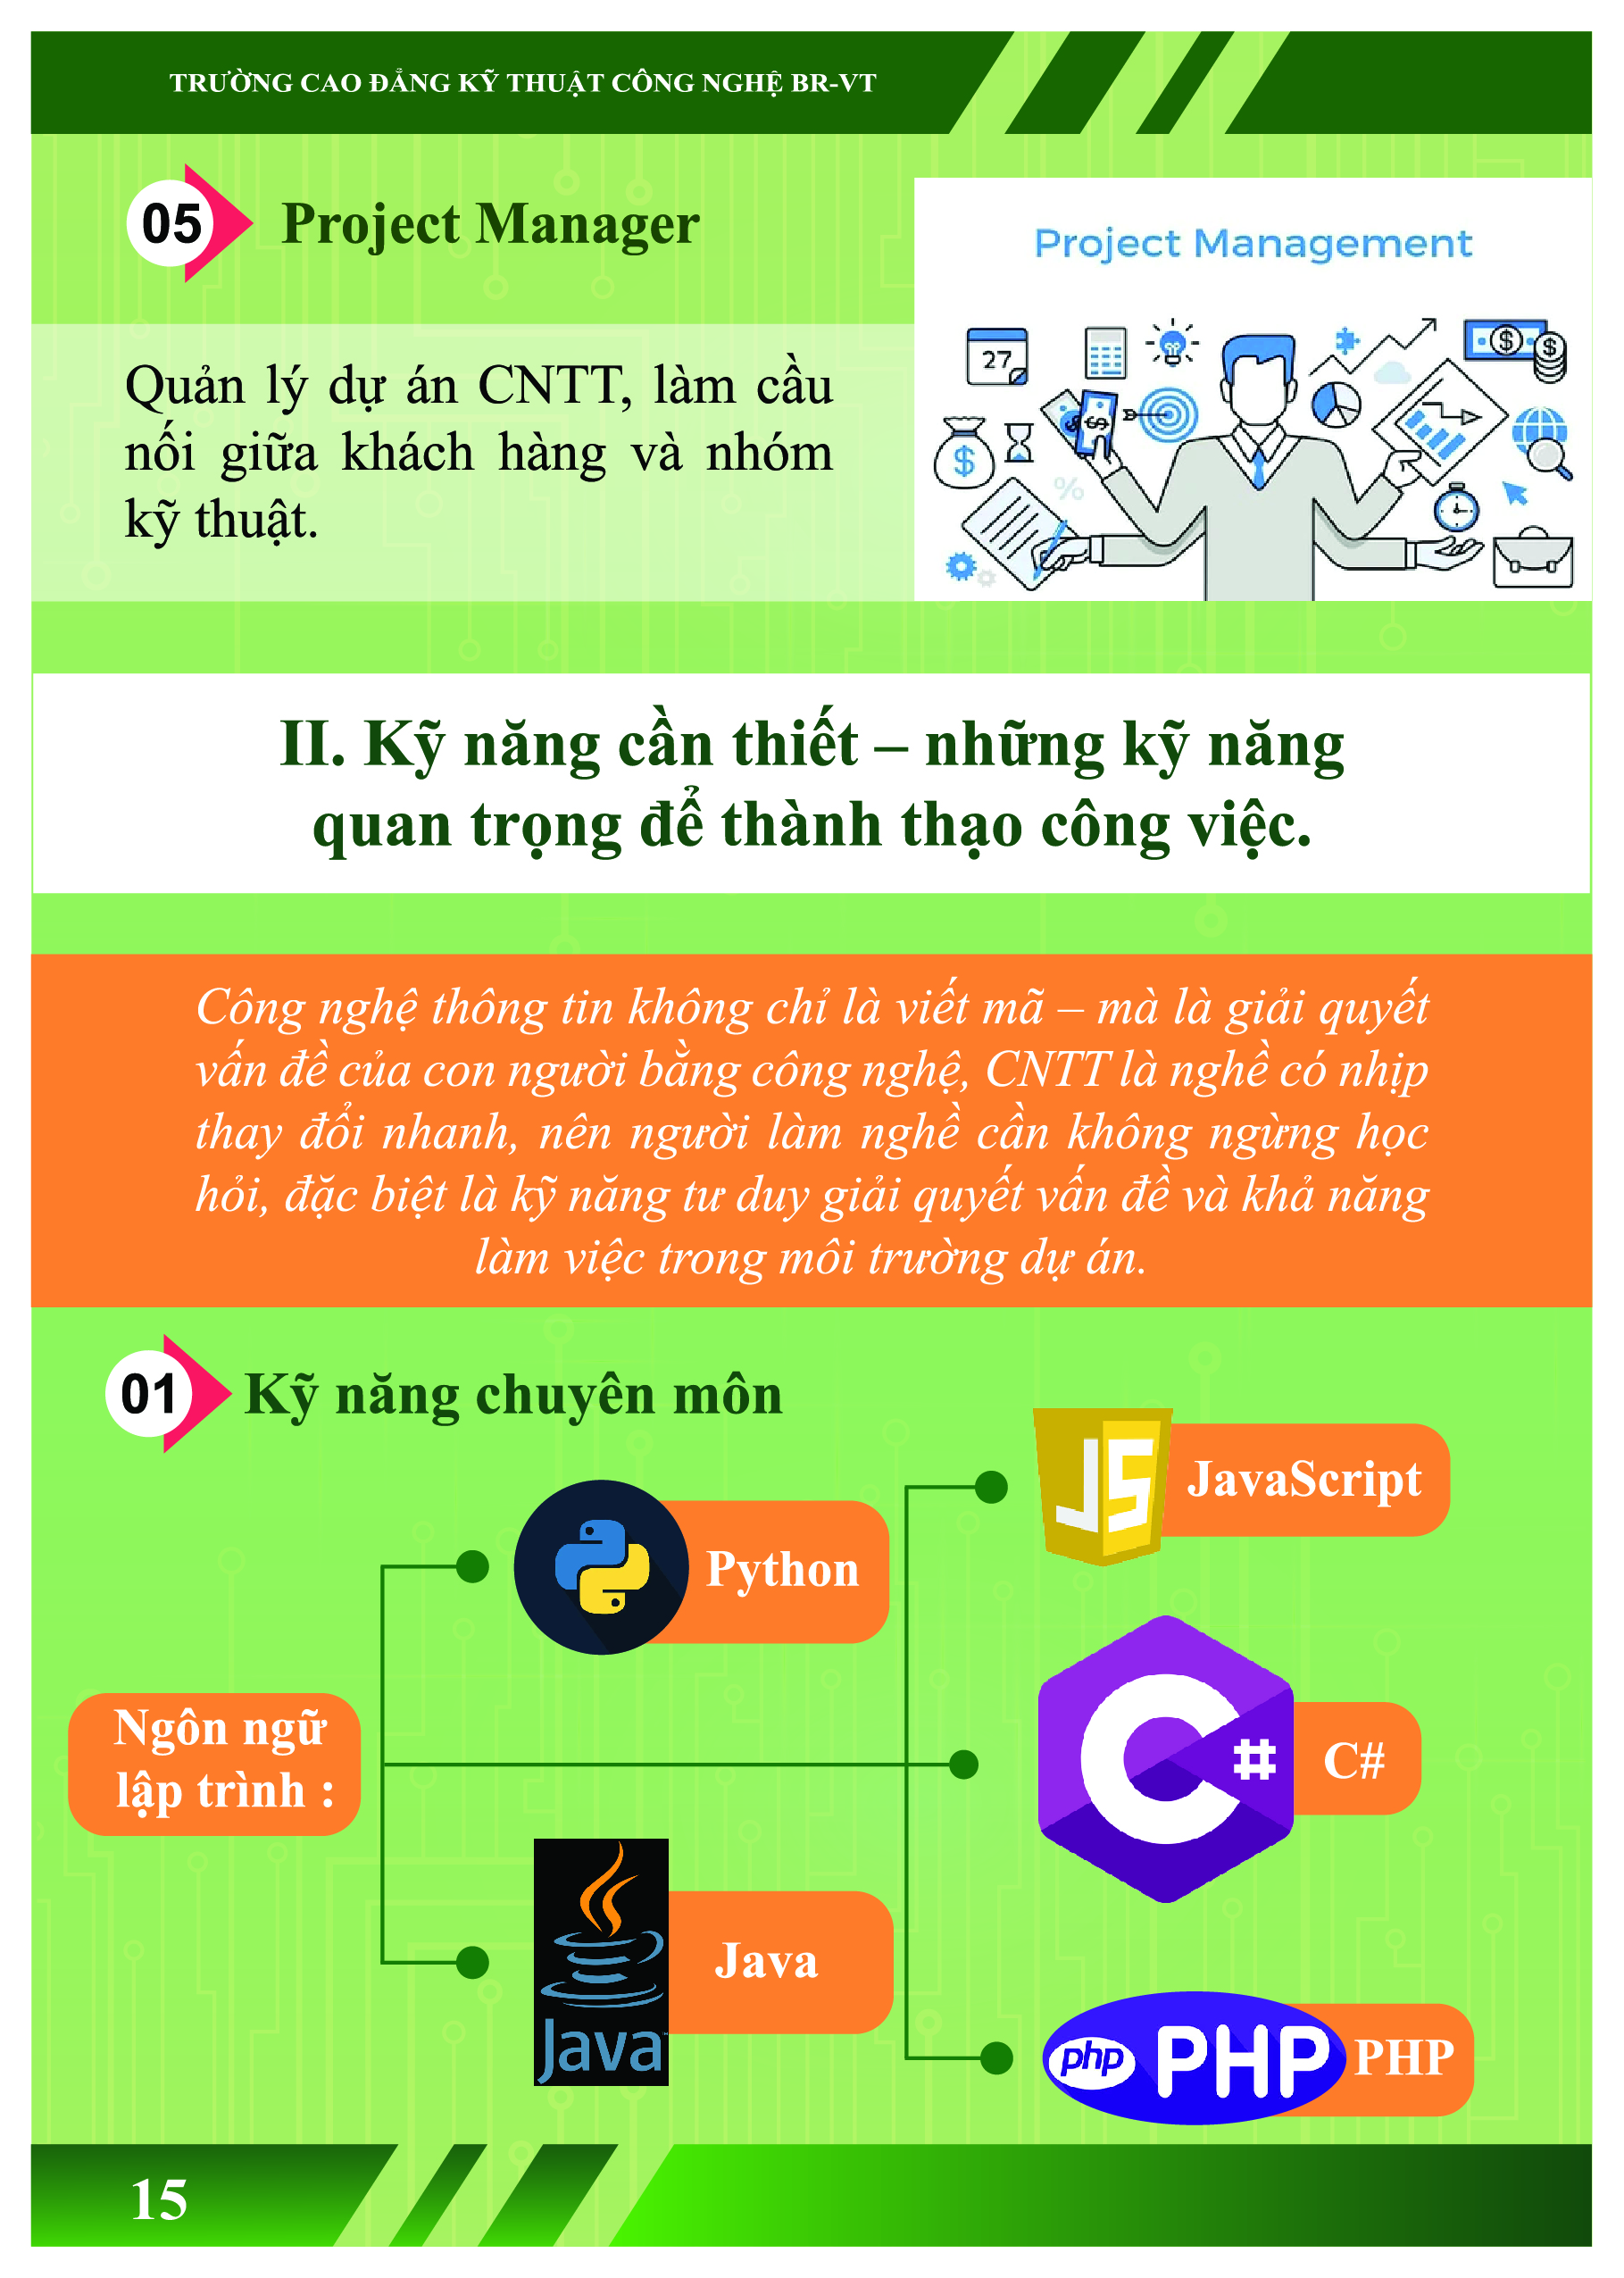 TRƯỜNG CAO ĐẲNG KỸ THUẬT CÔNG NGHỆ BR-VT
05
Project Manager
Quản lý dự án CNTT, làm cầu
nối giữa khách hàng và nhóm
kỹ thuật.
Project Management
27
$
$
$
$
%
II. Kỹ năng cần thiết – những kỹ năng
quan trọng để thành thạo công việc.
Công nghệ thông tin không chỉ là viết mã – mà là giải quyết
vấn đề của con người bằng công nghệ, CNTT là nghề có nhịp
thay đổi nhanh, nên người làm nghề cần không ngừng học
hỏi, đặc biệt là kỹ năng tư duy giải quyết vấn đề và khả năng
làm việc trong môi trường dự án.
01
Kỹ năng chuyên môn
Ngôn ngữ
lập trình :
Python
Java
Java
JS
JavaScript
C#
C#
php
PHP
PHP
15